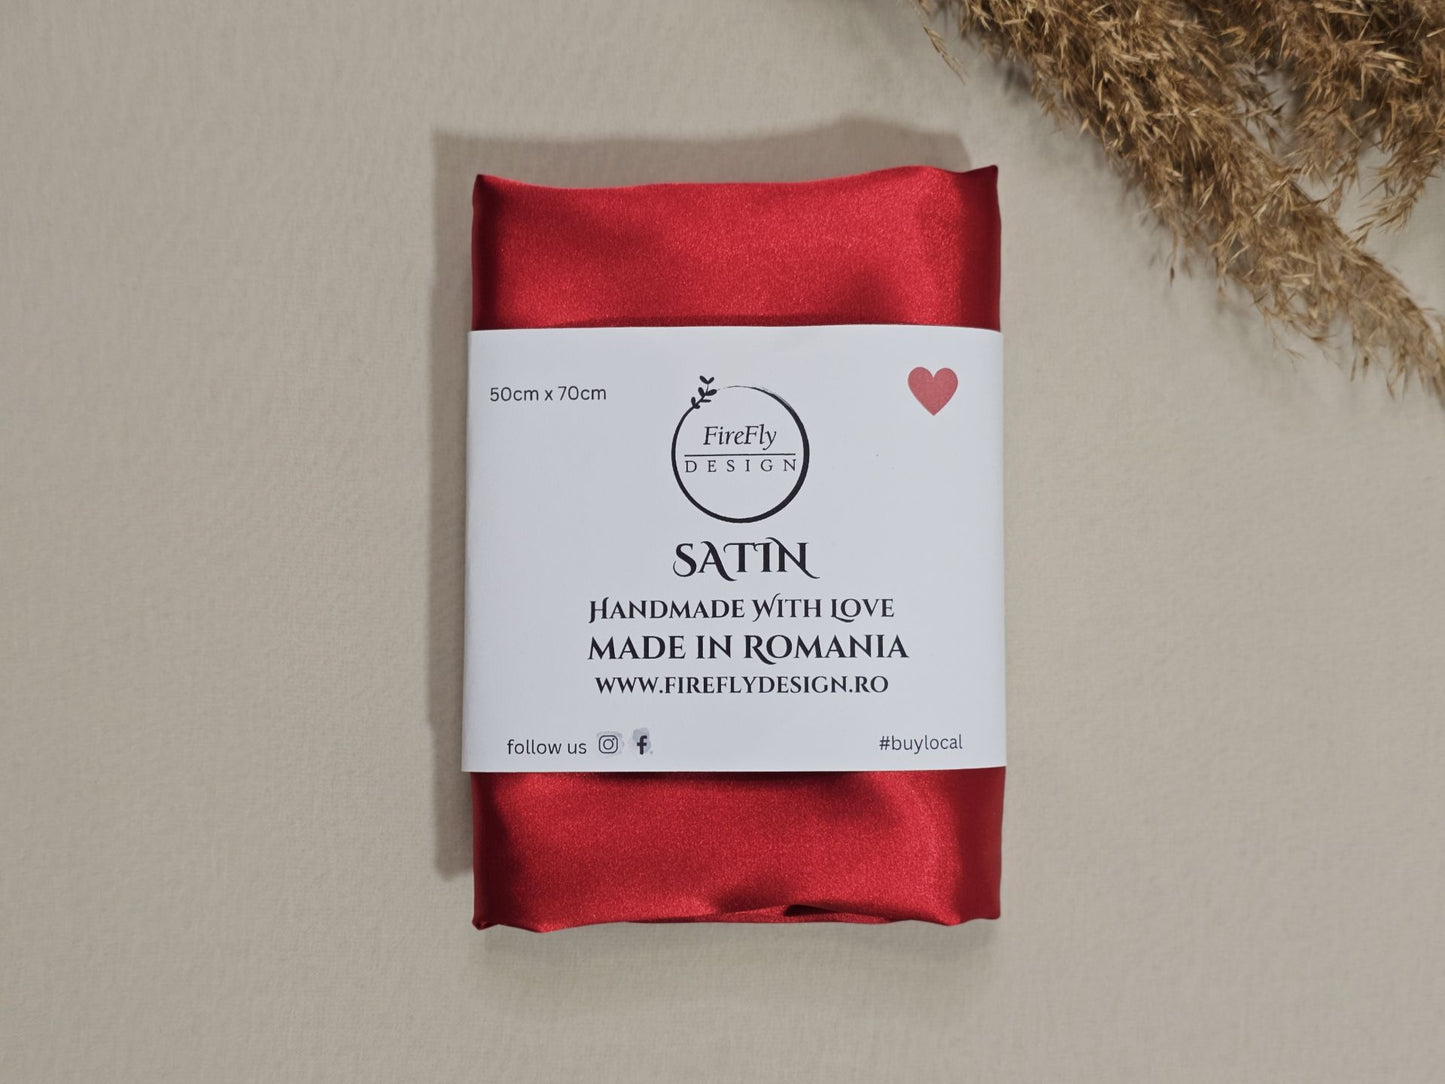 50cm x 70cm
FireFly
DESIGN
SATIN
HANDMADE WITH LOVE
MADE IN ROMANIA
WWW.FIREFLYDESIGN.RO
follow us
#buylocal